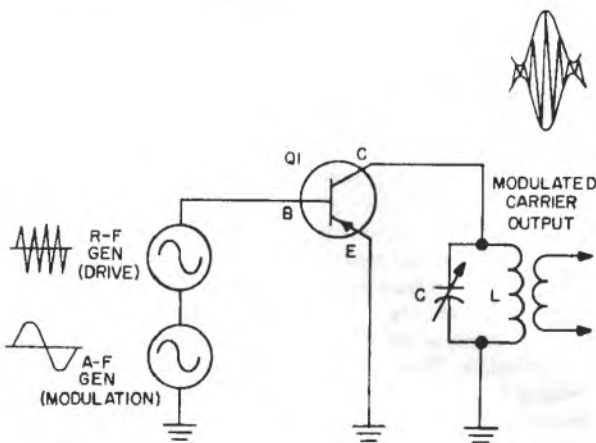 Q1
C
B
E
R-F
GEN
(DRIVE)
A-F
GEN
(MODULATION)
MODULATED
CARRIER
OUTPUT
C
L